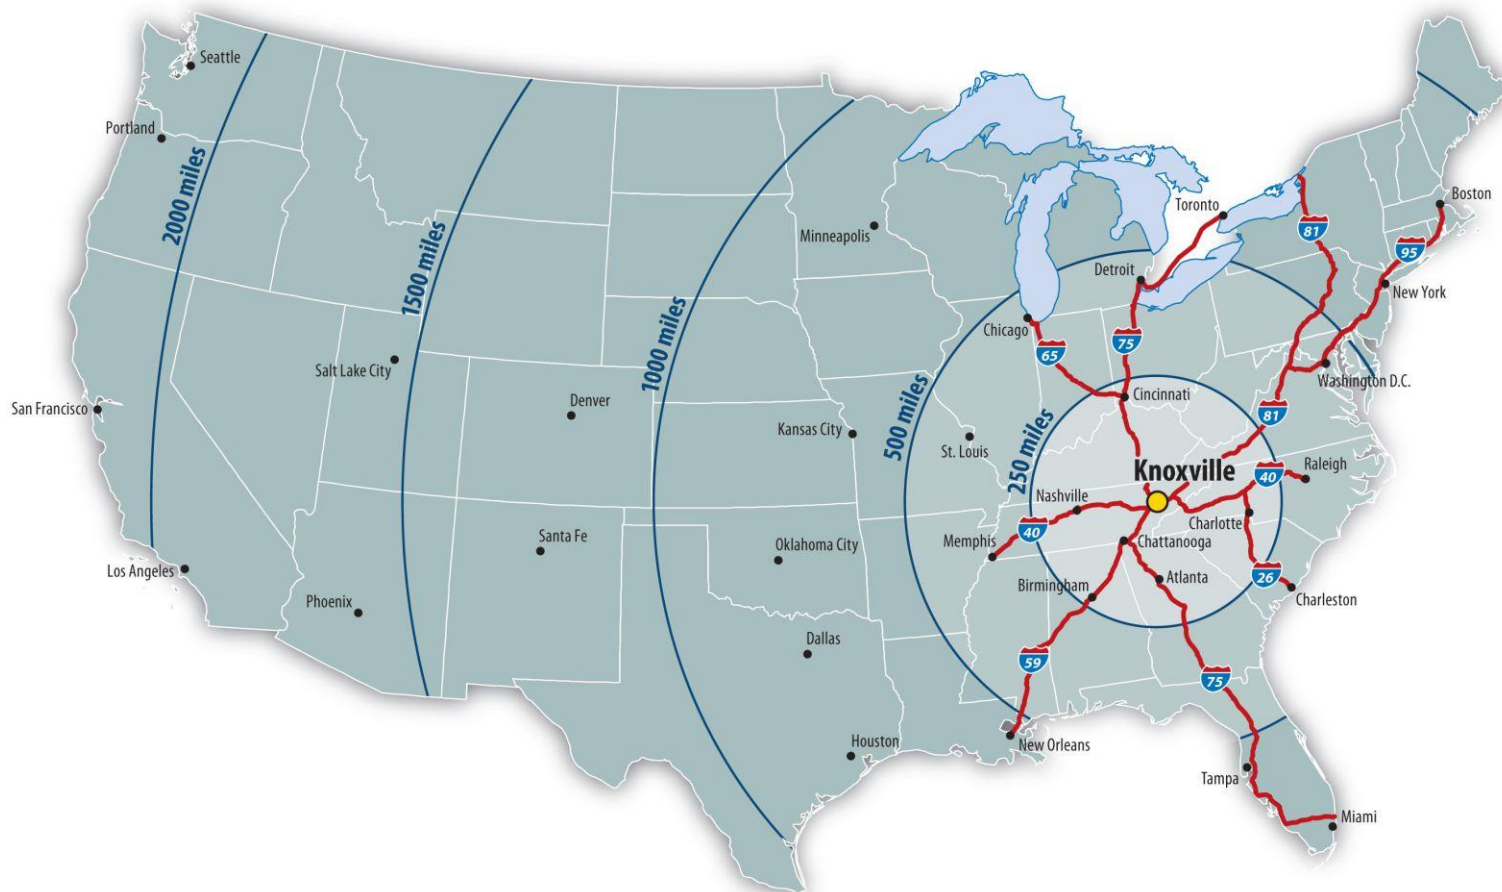 Seattle
Portland
2000 miles
1500 miles
1000 miles
500 miles
250 miles
Minneapolis
Toronto
Detroit
Boston
81
95
New York
Chicago
65
75
Washington D.C.
San Francisco
Salt Lake City
Denver
Kansas City
St. Louis
Cincinnati
81
Knoxville
40
Raleigh
Nashville
Charlotte
40
Memphis
Chattanooga
Santa Fe
Oklahoma City
Los Angeles
Phoenix
Birmingham
Atlanta
26
Charleston
Dallas
59
75
Houston
New Orleans
Tampa
Miami